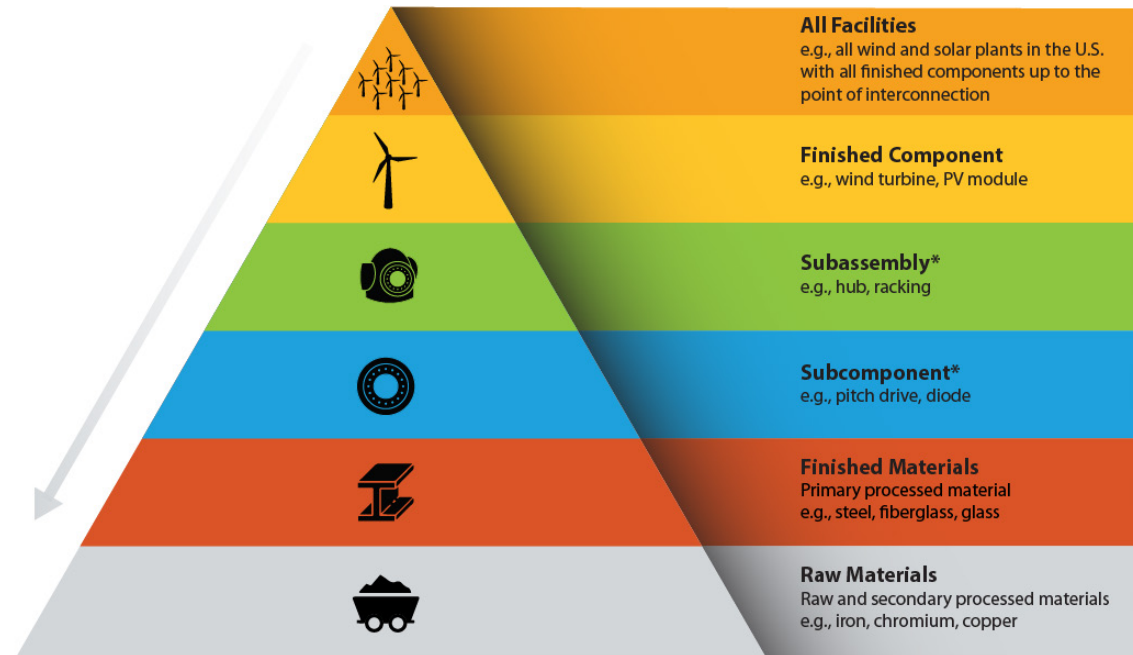 All Facilities
e.g., all wind and solar plants in the U.S.
with all finished components up to the
point of interconnection
Finished Component
e.g., wind turbine, PV module
Subassembly*
e.g., hub, racking
Subcomponent*
e.g., pitch drive, diode
Finished Materials
Primary processed material
e.g., steel, fiberglass, glass
Raw Materials
Raw and secondary processed materials
e.g., iron, chromium, copper